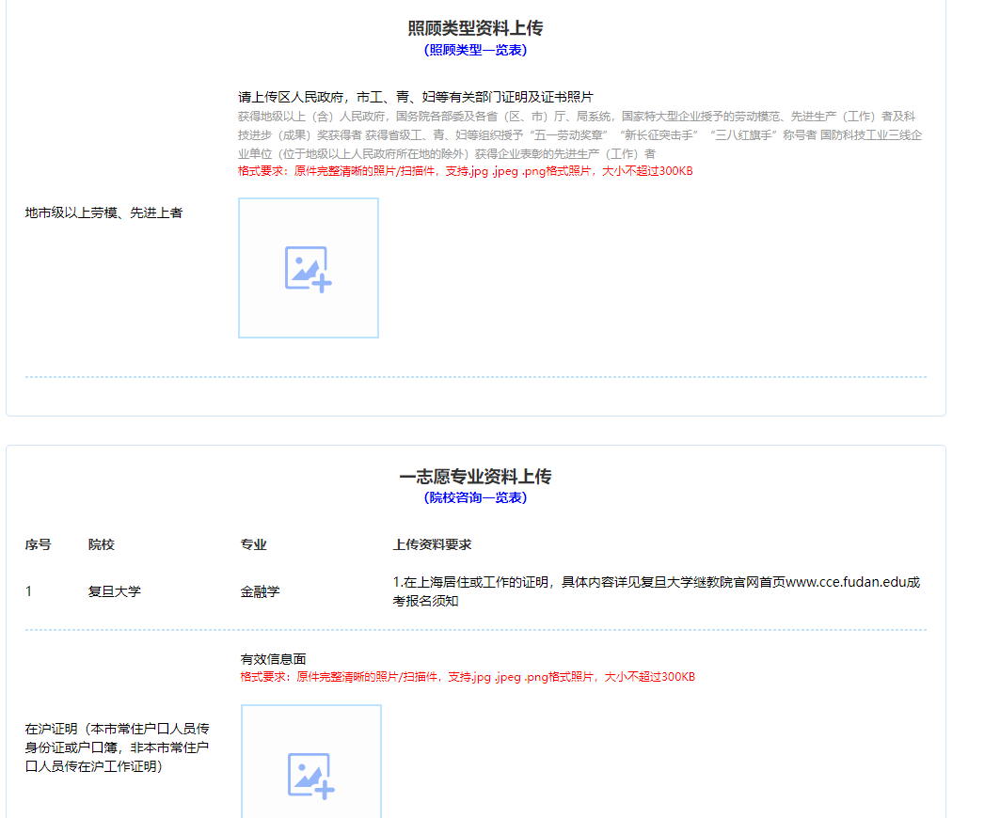 照顾类型资料上传
（照顾类型一览表）
请上传区人民政府，市工、青、妇等有关部门证明及证书照片
获得地级以上（含）人民政府，国务院各部委及各省（区、市）厅、局系统，国家特大型企业授予的劳动模范、先进生产（工作）者及科
技进步（成果）奖获得者 获得省级工、青、妇等组织授予“五一劳动奖章” “新长征突击手” “三八红旗手”称号者 国防科技工业三线企
业单位（位于地级以上人民政府所在地的除外）获得企业表彰的先进生产（工作）者
格式要求：原件完整清晰的照片/扫描件，支持.jpg .jpeg .png格式照片，大小不超过300KB
地市级以上劳模、先进上者
一志愿专业资料上传
（院校咨询一览表）
序号 院校 专业 上传资料要求
1 复旦大学 金融学 1.在上海居住或工作的证明，具体内容详见复旦大学继教院官网首页www.cce.fudan.edu成
考报名须知
有效信息面
格式要求：原件完整清晰的照片/扫描件，支持.jpg .jpeg .png格式照片，大小不超过300KB
在沪证明（本市常住户口人员传
身份证或户口簿，非本市常住户
口人员传在沪工作证明）